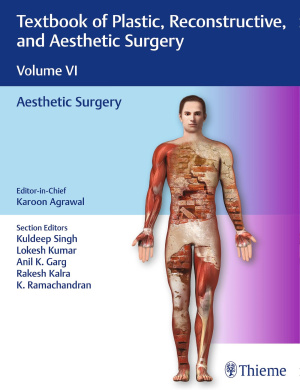 Textbook of Plastic, Reconstructive,
and Aesthetic Surgery
Volume VI
Aesthetic Surgery
Editor-in-Chief
Karoon Agrawal
Section Editors
Kuldeep Singh
Lokesh Kumar
Anil K. Garg
Rakesh Kalra
K. Ramachandran
Thieme